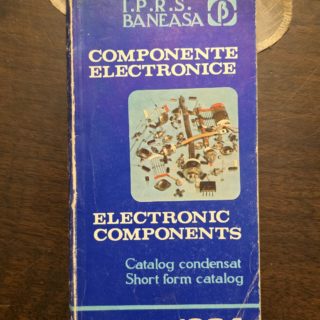 I.P.R.S.
BANEASA
COMPONENTE
ELECTRONICE
ELECTRONIC
COMPONENTS
Catalog condensat
Short form catalog